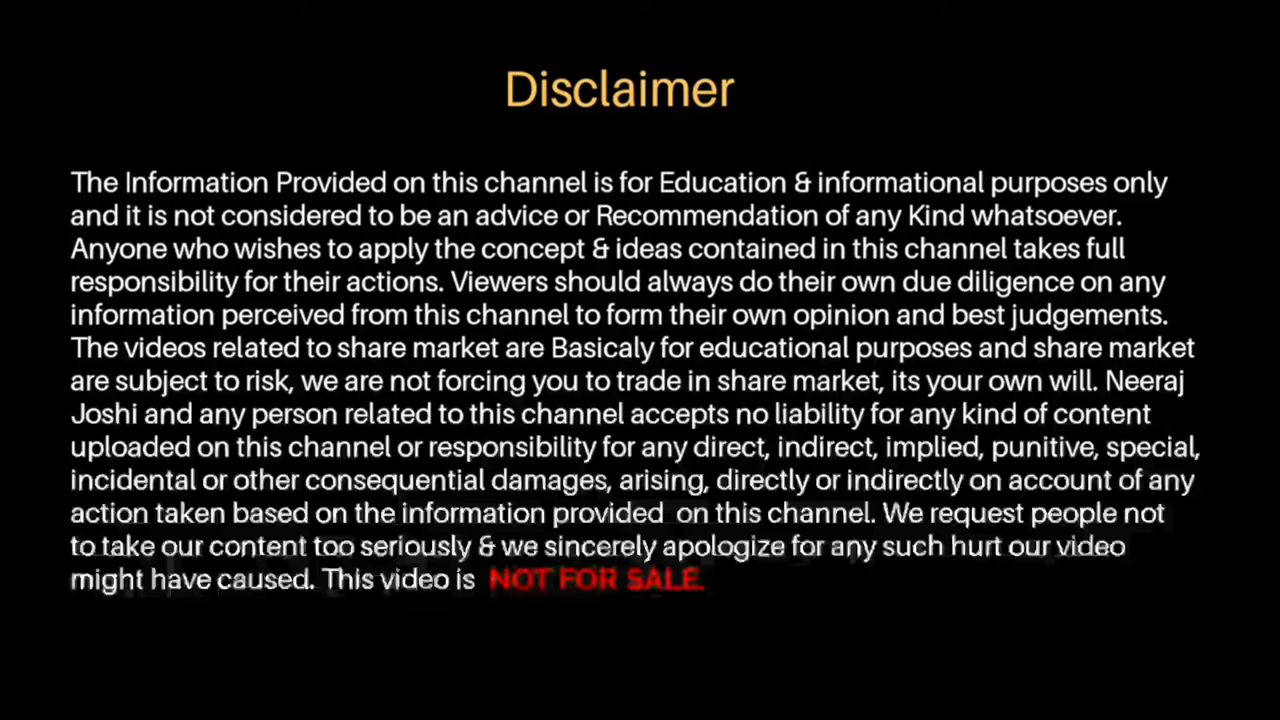 Disclaimer
The Information Provided on this channel is for Education & informational purposes only
and it is not considered to be an advice or Recommendation of any Kind whatsoever.
Anyone who wishes to apply the concept & ideas contained in this channel takes full
responsibility for their actions. Viewers should always do their own due diligence on any
information perceived from this channel to form their own opinion and best judgements.
The videos related to share market are Basicaly for educational purposes and share market
are subject to risk, we are not forcing you to trade in share market, its your own will. Neeraj
Joshi and any person related to this channel accepts no liability for any kind of content
uploaded on this channel or responsibility for any direct, indirect, implied, punitive, special,
incidental or other consequential damages, arising, directly or indirectly on account of any
action taken based on the information provided  on this channel. We request people not
to take our content too seriously & we sincerely apologize for any such hurt our video
might have caused. This video is  NOT FOR SALE.